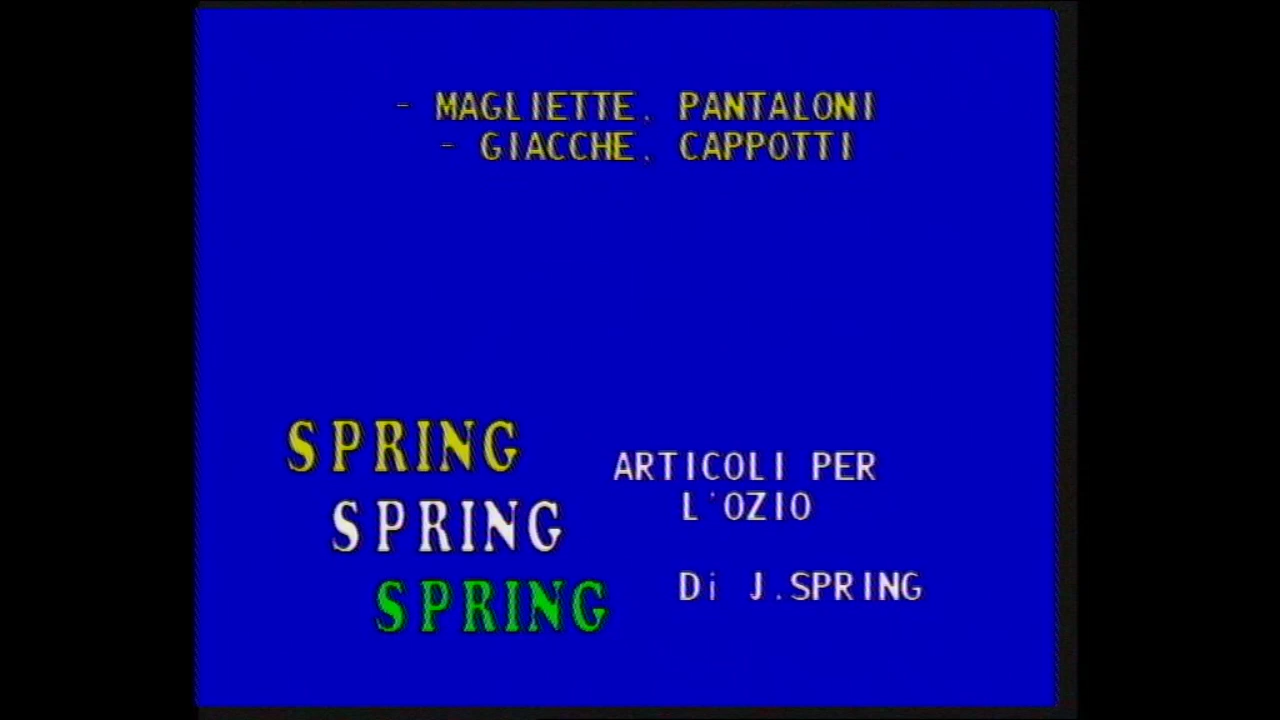 - MAGLIETTE. PANTALONI
- GIACCHE. CAPPOTTI
SPRING
SPRING
SPRING
ARTICOLI PER
L'OZIO
Di J.SPRING